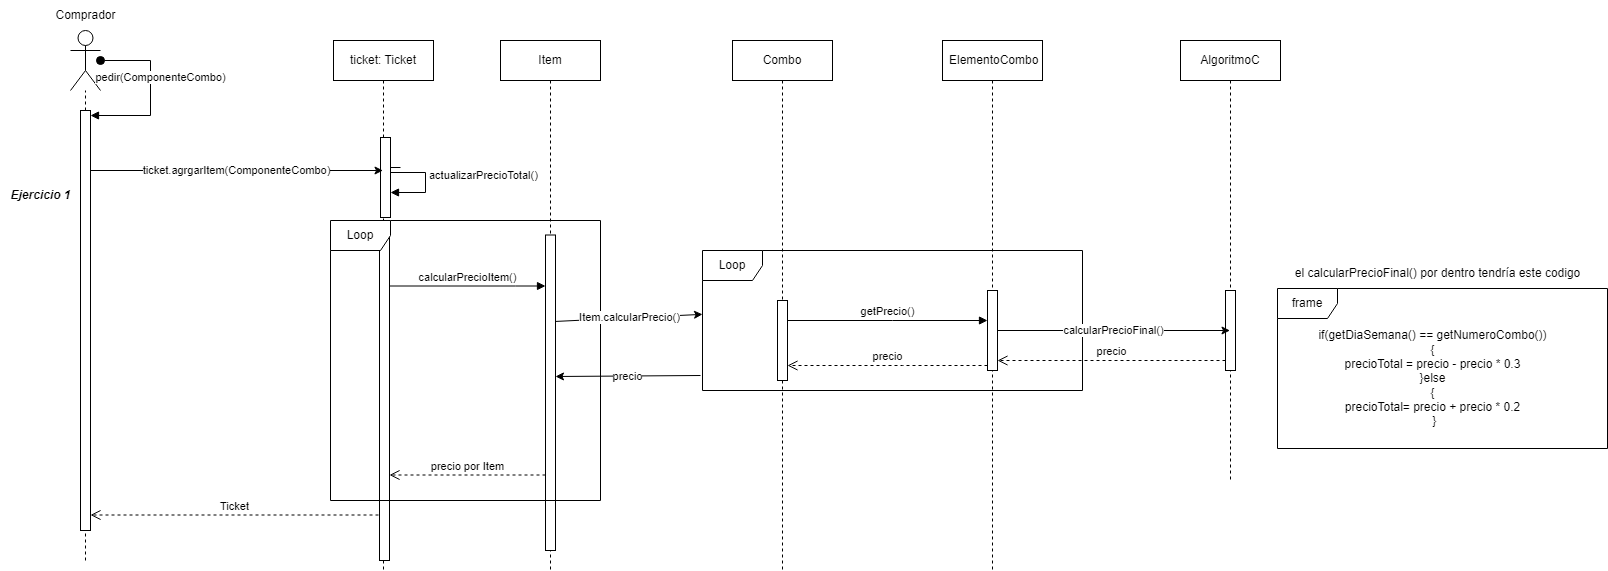 Comprador
ticket: Ticket
Item
Combo
ElementoCombo
AlgoritmoC
pedir(ComponenteCombo)
ticket.agrgarItem(ComponenteCombo)
actualizarPrecioTotal()
Ejercicio 1
Loop
Loop
calcularPrecioItem()
el calcularPrecioFinal() por dentro tendría este codigo
frame
getPrecio()
Item.calcularPrecio()
calcularPrecioFinal()
if(getDiaSemana() == getNumeroCombo())
{
precio
precio
precioTotal = precio - precio * 0.3
precio
}else
{
precioTotal= precio + precio * 0.2
}
precio por Item
Ticket